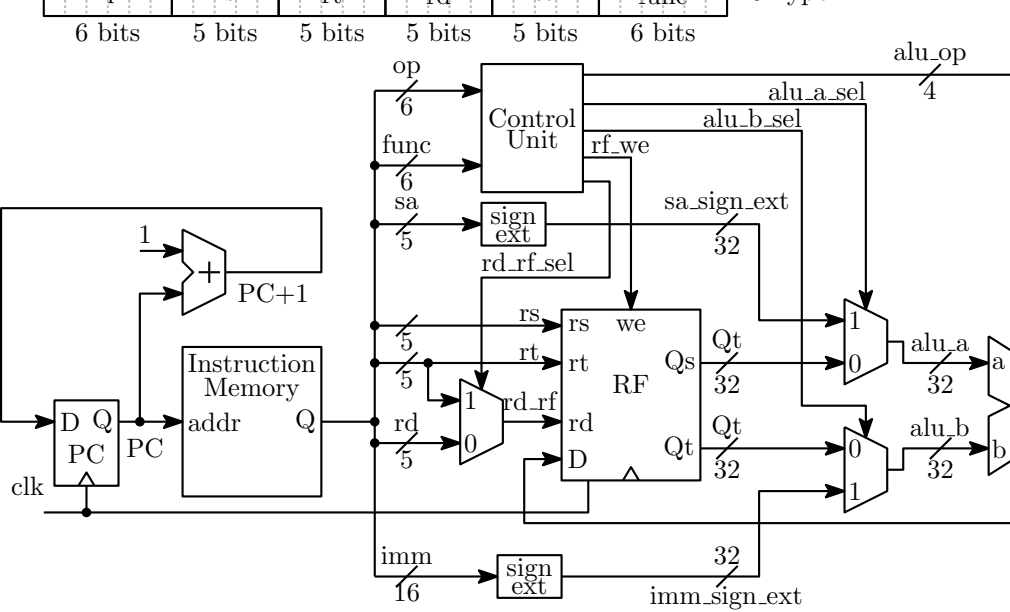 6 bits 5 bits 5 bits 5 bits 5 bits 6 bits
alu_op
4
op
6
Control
Unit
alu_a_sel
alu_b_sel
func
6
rf_we
sa
5
sign
ext
sa_sign_ext
32
1
+
PC+1
rd_rf_sel
rs
5
rs
we
rt
5
rt
RF
Qs
Qt
32
1
0
alu_a
32
a
Instruction
Memory
addr
Q
D Q
PC
PC
1
0
rd_rf
rd
5
rd
D
Qt
Qt
32
0
1
alu_b
32
b
clk
imm
16
sign
ext
32
imm_sign_ext